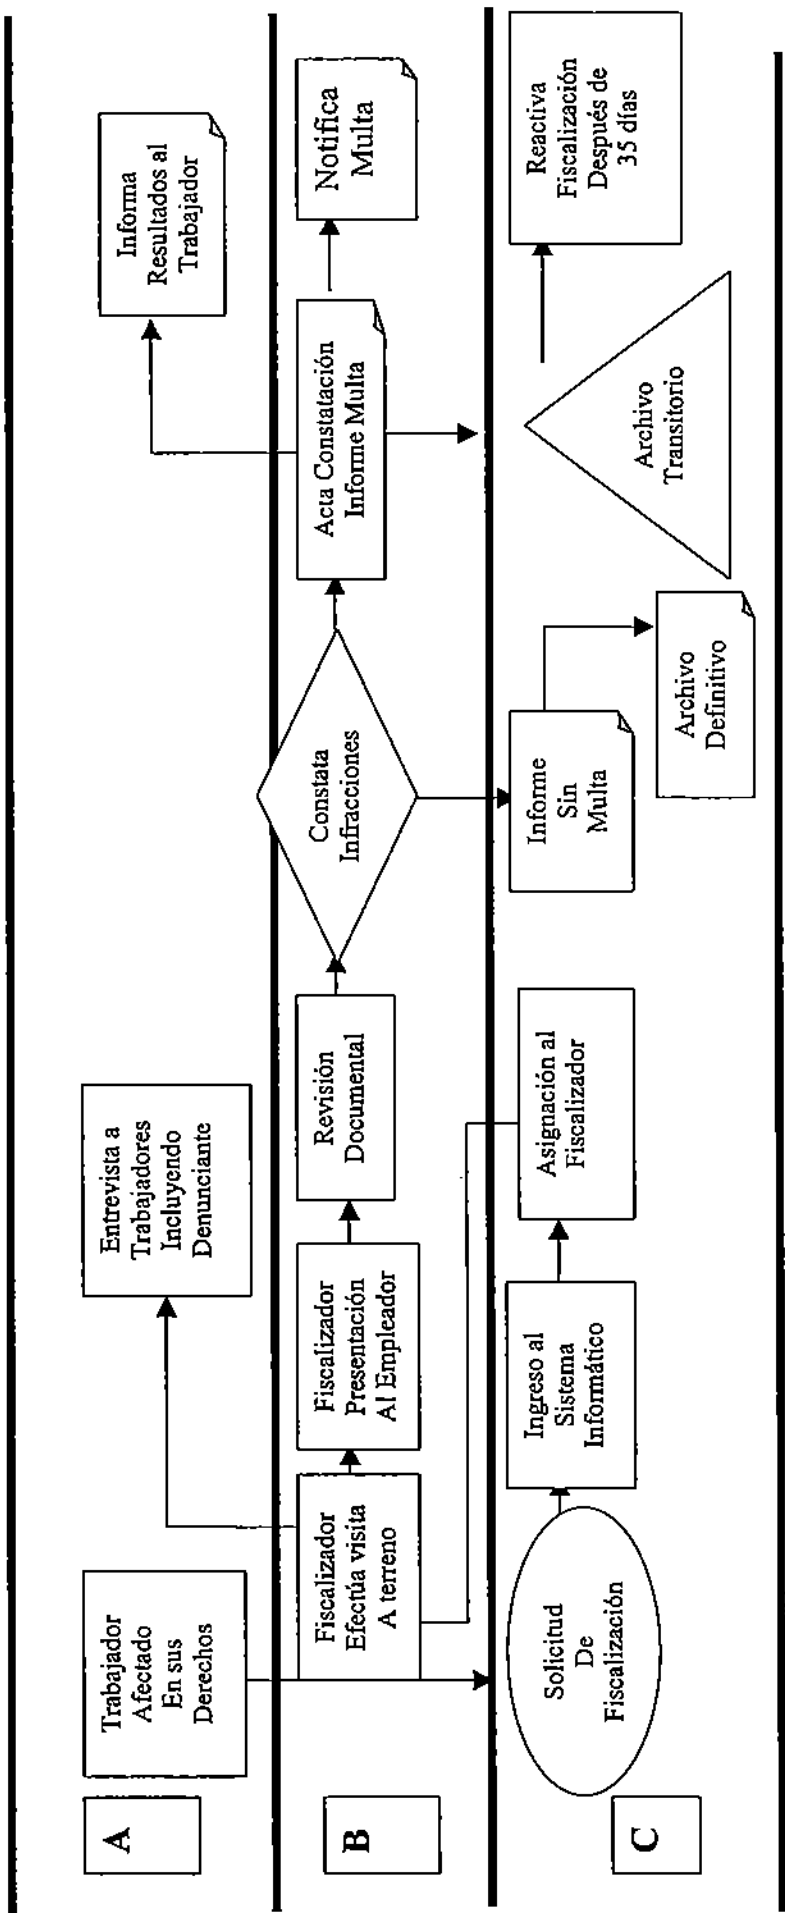 A
Trabajador
Afectado
En sus
Derechos
Entrevista a
Trabajadores
Incluyendo
Denunciante
Informa
Resultados al
Trabajador
B
Fiscalizador
Efectúa visita
A terreno
Fiscalizador
Presentación
Al Empleador
Revisión
Documental
Constata
Infracciones
Acta Constatación
Informe Multa
Notifica
Multa
C
Solicitud
De
Fiscalización
Ingreso al
Sistema
Informático
Asignación al
Fiscalizador
Informe
Sin
Multa
Archivo
Definitivo
Archivo
Transitorio
Reactiva
Fiscalización
Después de
35 días